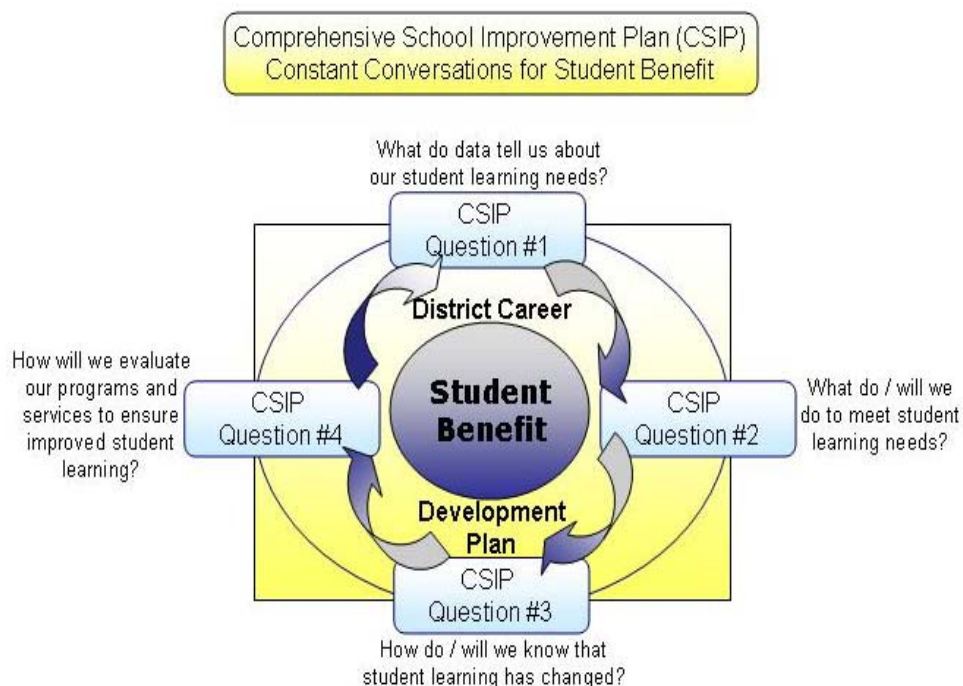 Comprehensive School Improvement Plan (CSIP)
Constant Conversations for Student Benefit
What do data tell us about
our student learning needs?
CSIP
Question #1
District Career
Student
Benefit
Development
Plan
What do / will we
do to meet student
learning needs?
CSIP
Question #2
CSIP
Question #3
How do / will we know that
student learning has changed?
How will we evaluate
our programs and
services to ensure
improved student
learning?
CSIP
Question #4